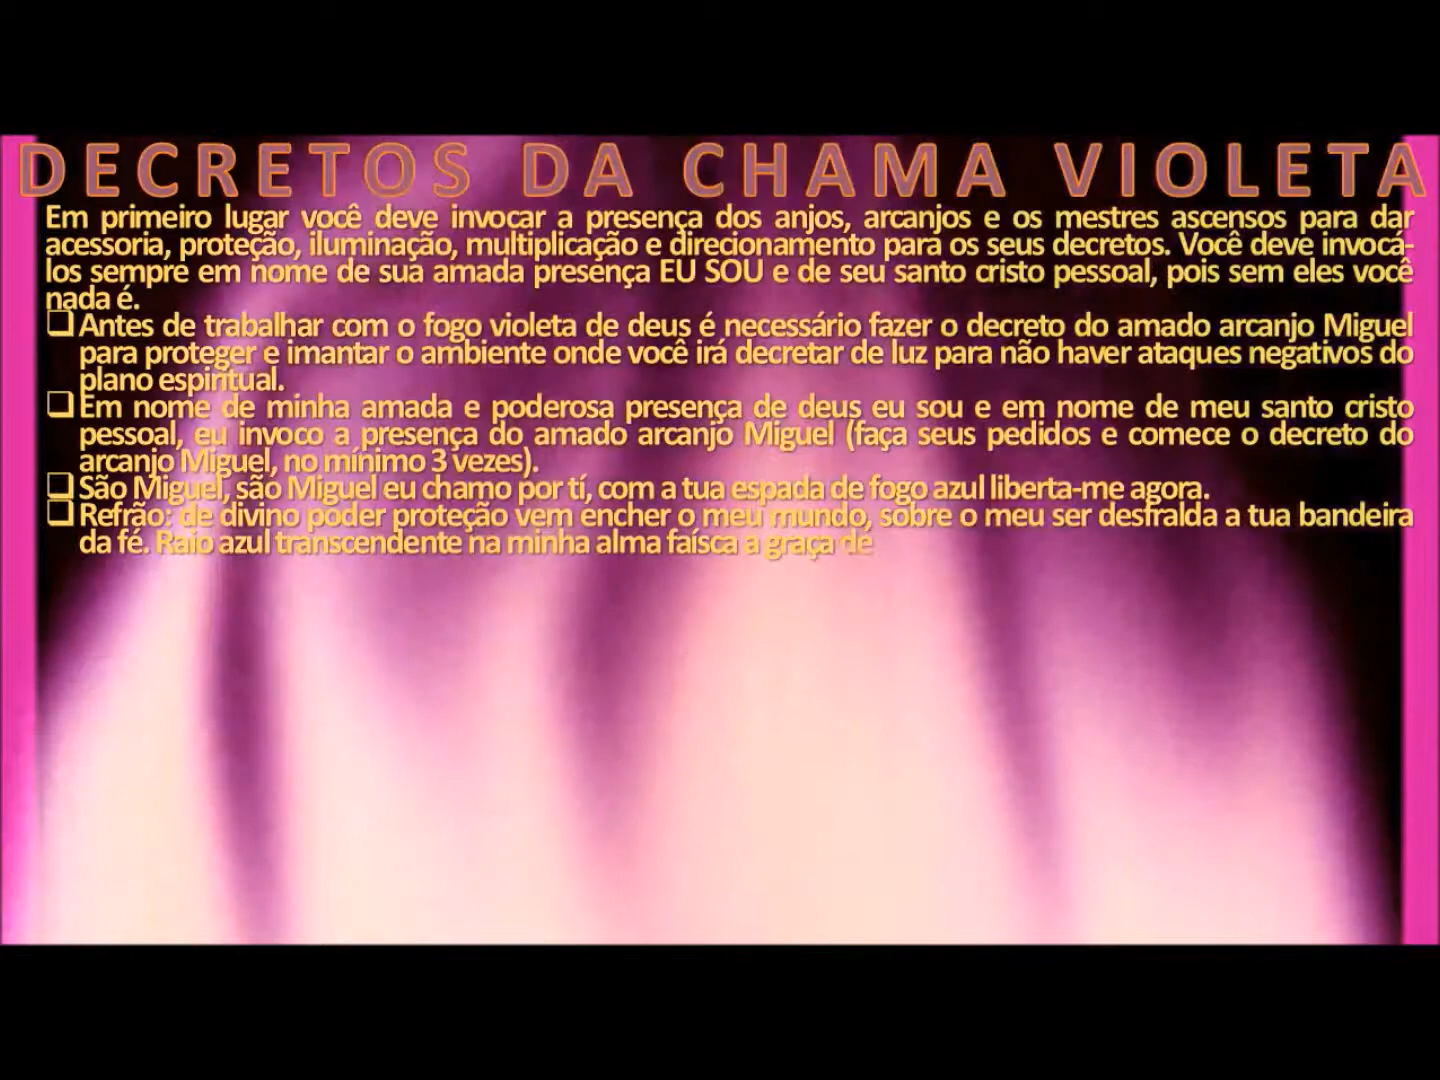 DECRETOS DA CHAMA VIOLETA
Em primeiro lugar você deve invocar a presença dos anjos, arcanjos e os mestres ascensos para dar
acessoria, proteção, iluminação, multiplicação e direcionamento para os seus decretos. Você deve invocá-
los sempre em nome de sua amada presença EU SOU e de seu santo cristo pessoal, pois sem eles você
nada é.
❑Antes de trabalhar com o fogo violeta de deus é necessário fazer o decreto do amado arcanjo Miguel
para proteger e imantar o ambiente onde você irá decretar de luz para não haver ataques negativos do
plano espiritual.
❑Em nome de minha amada e poderosa presença de deus eu sou e em nome de meu santo cristo
pessoal, eu invoco a presença do amado arcanjo Miguel (faça seus pedidos e comece o decreto do
arcanjo Miguel, no mínimo 3 vezes).
❑São Miguel, são Miguel eu chamo por tí, com a tua espada de fogo azul liberta-me agora.
❑Refrão: de divino poder proteção vem encher o meu mundo, sobre o meu ser desfralda a tua bandeira
da fé. Raio azul transcendente na minha alma faísca a graça de